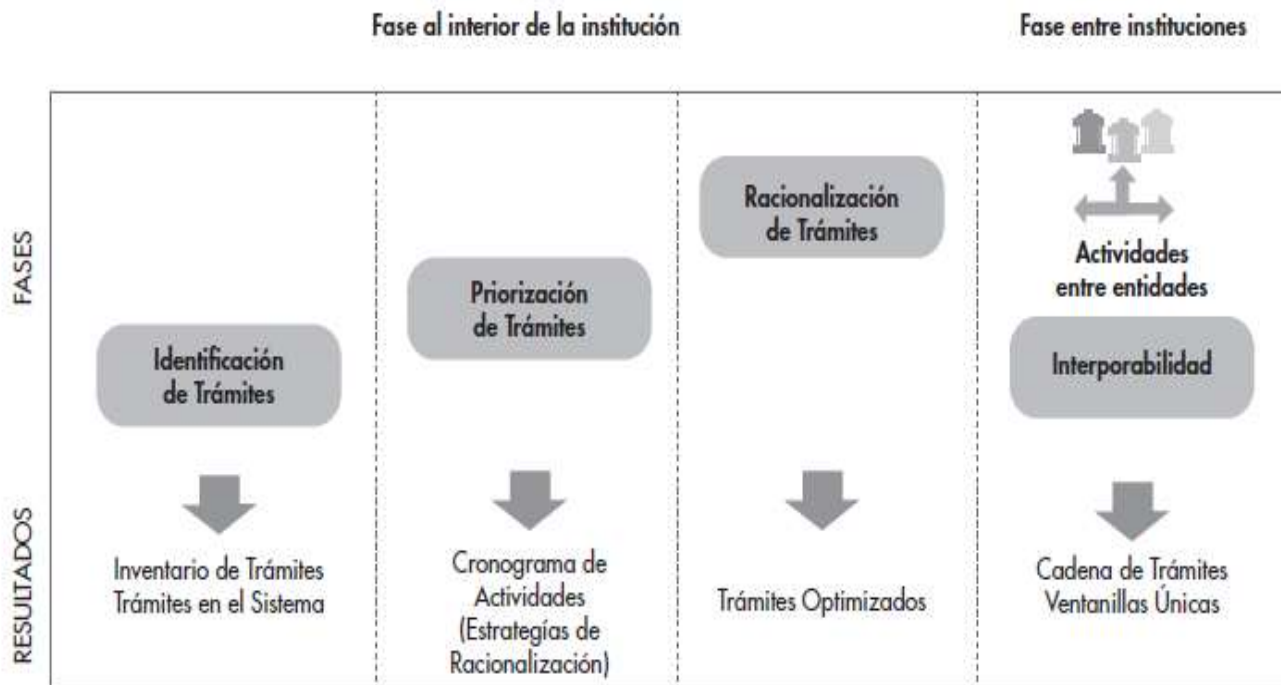 Fase al interior de la institución
Fase entre instituciones
FASES
Identificación
de Trámites
Priorización
de Trámites
Racionalización
de Trámites
Actividades
entre entidades
Interporabilidad
RESULTADOS
Inventario de Trámites
Trámites en el Sistema
Cronograma de
Actividades
(Estrategías de
Racionalización)
Trámites Optimizados
Cadena de Trámites
Ventanillas Únicas